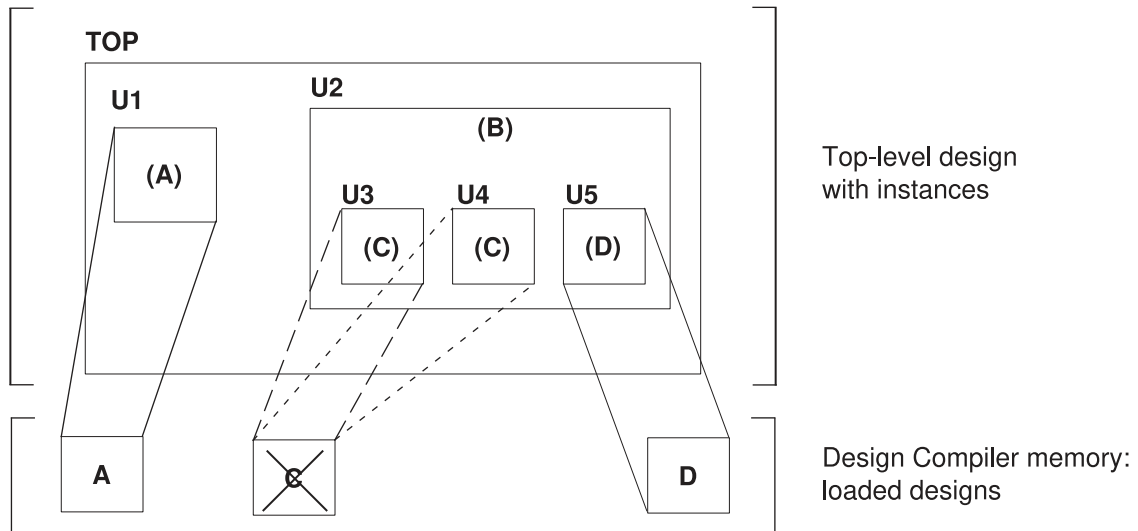 TOP
U1
U2
(A)
(B)
U3
U4
U5
(C)
(C)
(D)
Top-level design
with instances
A
C
D
Design Compiler memory:
loaded designs